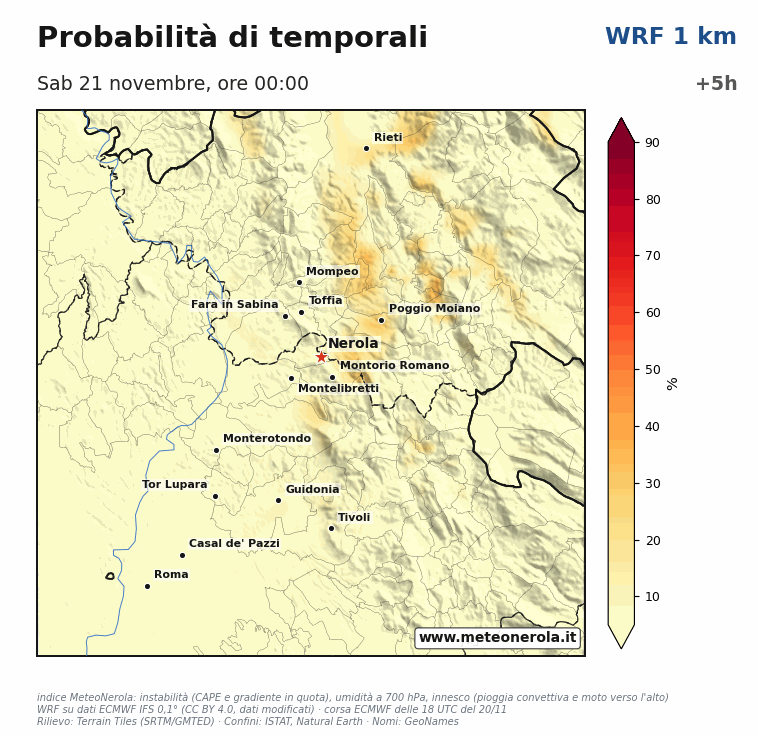 Probabilità di temporali
WRF 1 km
Sab 21 novembre, ore 00:00
+5h
Rieti
Mompeo
Toffia
Fara in Sabina
Poggio Moiano
Nerola
Montorio Romano
Montelibretti
Monterotondo
Tor Lupara
Guidonia
Tivoli
Casal de' Pazzi
Roma
www.meteonerola.it
90
80
70
60
50
40
30
20
10
%
indice MeteoNerola: instabilità (CAPE e gradiente in quota), umidità a 700 hPa, innesco (pioggia convettiva e moto verso l'alto)
WRF su dati ECMWF IFS 0,1° (CC BY 4.0, dati modificati) · corsa ECMWF delle 18 UTC del 20/11
Rilievo: Terrain Tiles (SRTM/GMTED) · Confini: ISTAT, Natural Earth · Nomi: GeoNames